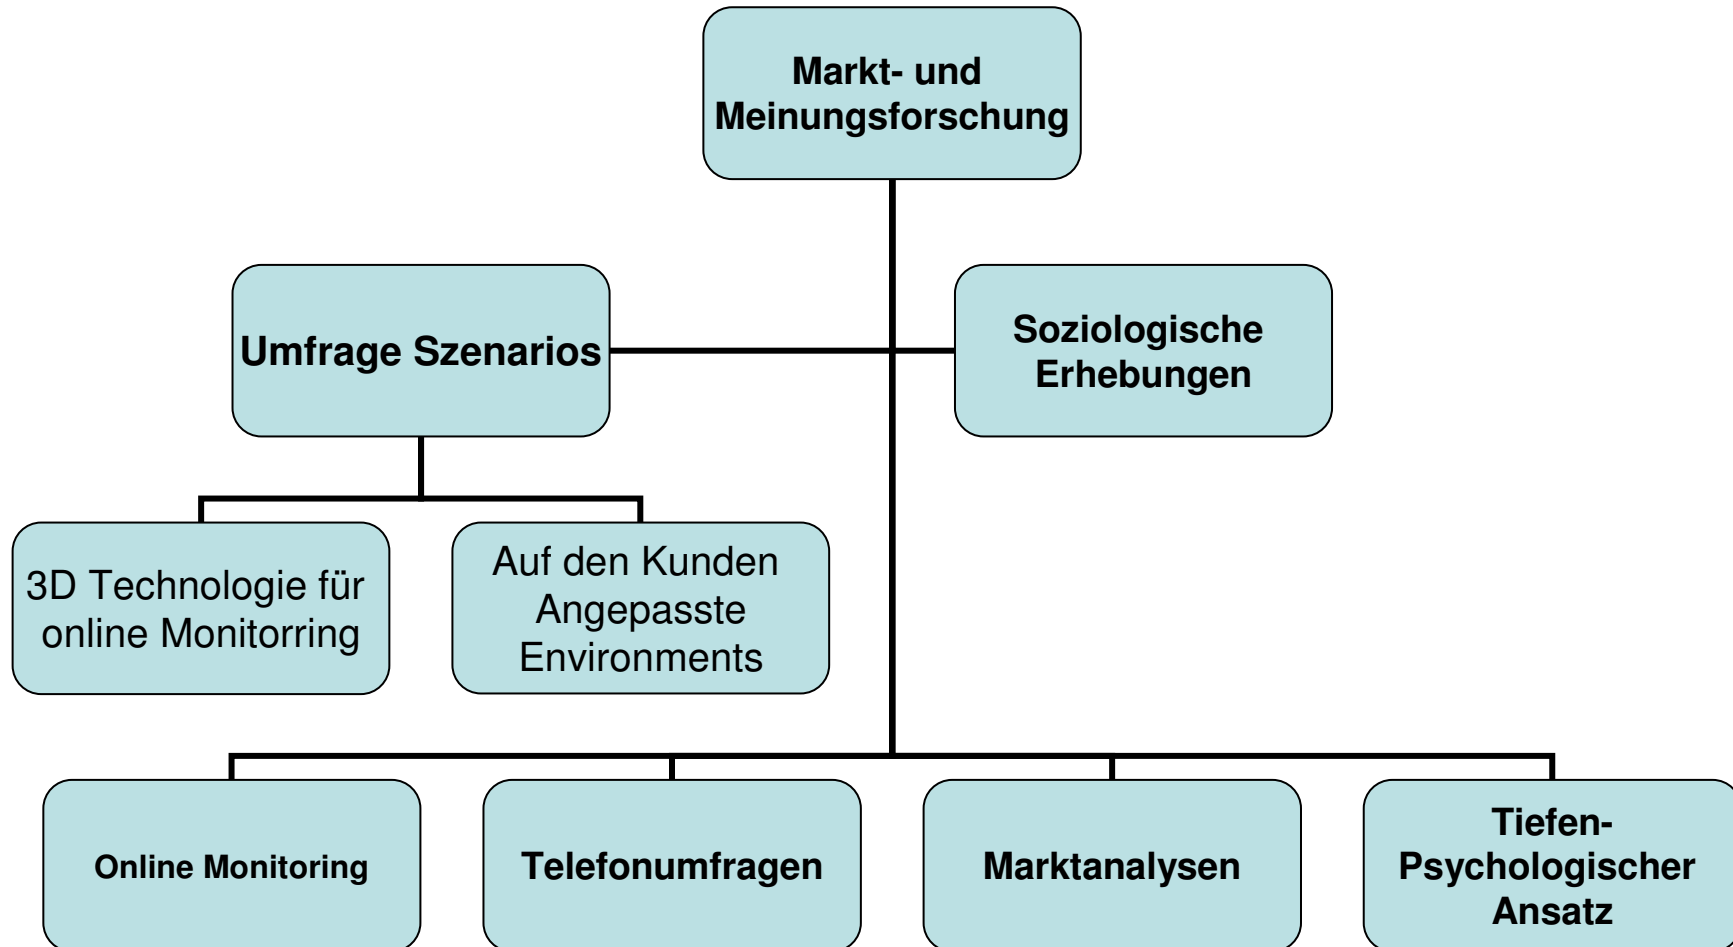 Markt- und
Meinungsforschung
Umfrage Szenarios
Soziologische
Erhebungen
3D Technologie für
online Monitorring
Auf den Kunden
Angepasste
Environments
Online Monitoring
Telefonumfragen
Marktanalysen
Tiefen-
Psychologischer
Ansatz